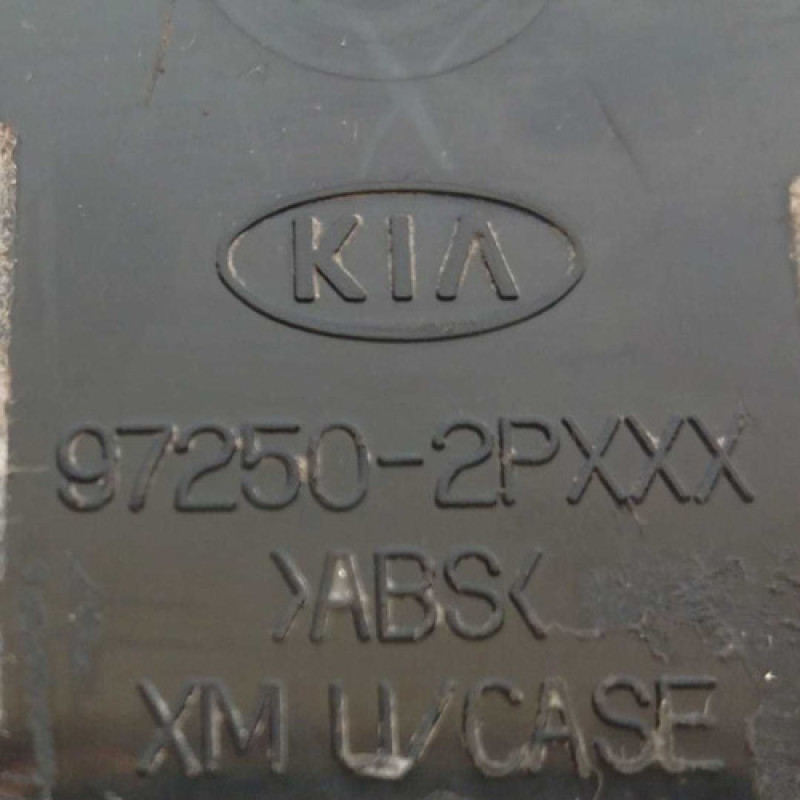 KIA
97250-2PXXX
>ABS<
XM U/CASE